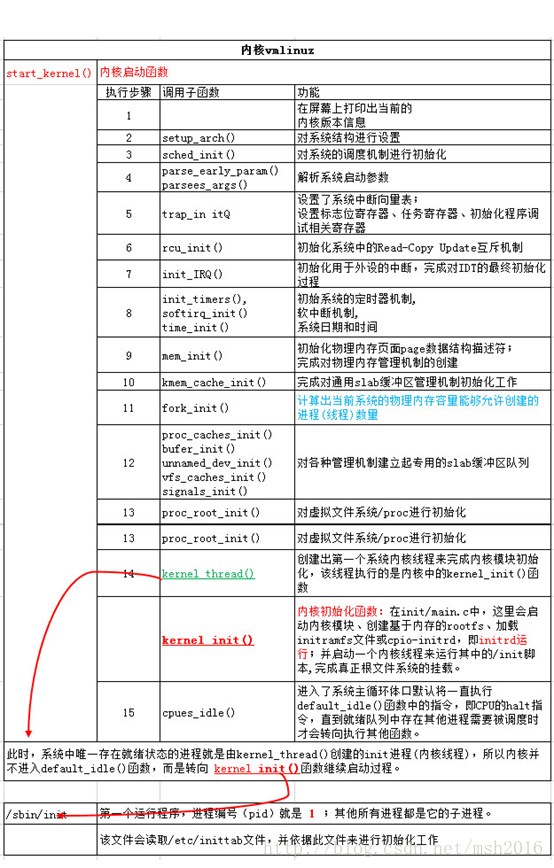 内核vmlinuz
start_kernel() 内核启动函数
执行步骤 调用子函数 功能
1 在屏幕上打印出当前的
内核版本信息
2 setup_arch() 对系统结构进行设置
3 sched_init() 对系统的调度机制进行初始化
4 parse_early_param()
parsees_args()
解析系统启动参数
5 trap_in itQ
设置了系统中断向量表；
设置标志位寄存器、任务寄存器、初始化程序调
试相关寄存器
6 rcu_init() 初始化系统中的Read-Copy Update互斥机制
7 init_IRQ()
初始化用于外设的中断，完成对IDT的最终初始化
过程
8 init_timers(),
softirq_init()
time_init()
初始系统的定时器机制,
软中断机制,
系统日期和时间
9 mem_init()
初始化物理内存页面page数据结构描述符；
完成对物理内存管理机制的创建
10 kmem_cache_init() 完成对通用slab缓冲区管理机制初始化工作
11 fork_init()
计算出当前系统的物理内存容量能够允许创建的
进程(线程)数量
12 proc_caches_init()
bufer_init()
unnamed_dev_init()
vfs_caches_init()
signals_init()
对各种管理机制建立起专用的slab缓冲区队列
13 proc_root_init() 对虚拟文件系统/proc进行初始化
13 proc_root_init() 对虚拟文件系统/proc进行初始化
14 kernel thread()
创建出第一个系统内核线程来完成内核模块初始
化，该线程执行的是内核中的kernel_init()函
数
kernel init()
内核初始化函数：在init/main.c中，这里会启
动内核模块、创建基于内存的rootfs、加载
initramfs文件或cpio-initrd，即initrd运
行；并启动一个内核线程来运行其中的/init脚
本,完成真正根文件系统的挂载。
15 cpues_idle()
进入了系统主循环体口默认将一直执行
default_idle()函数中的指令，即CPU的halt指
令，直到就绪队列中存在其他进程需要被调度时
才会转向执行其他函数。
此时，系统中唯一存在就绪状态的进程就是由kernel_thread()创建的init进程(内核线程)，所以内核并
不进入default_idle()函数，而是转向 kernel init()函数继续启动过程。
/sbin/init 第一个运行程序，进程编号（pid）就是 1 ；其他所有进程都是它的子进程。
该文件会读取/etc/inittab文件，并依据此文件来进行初始化工作
http://blog.csdn.net/msh2016